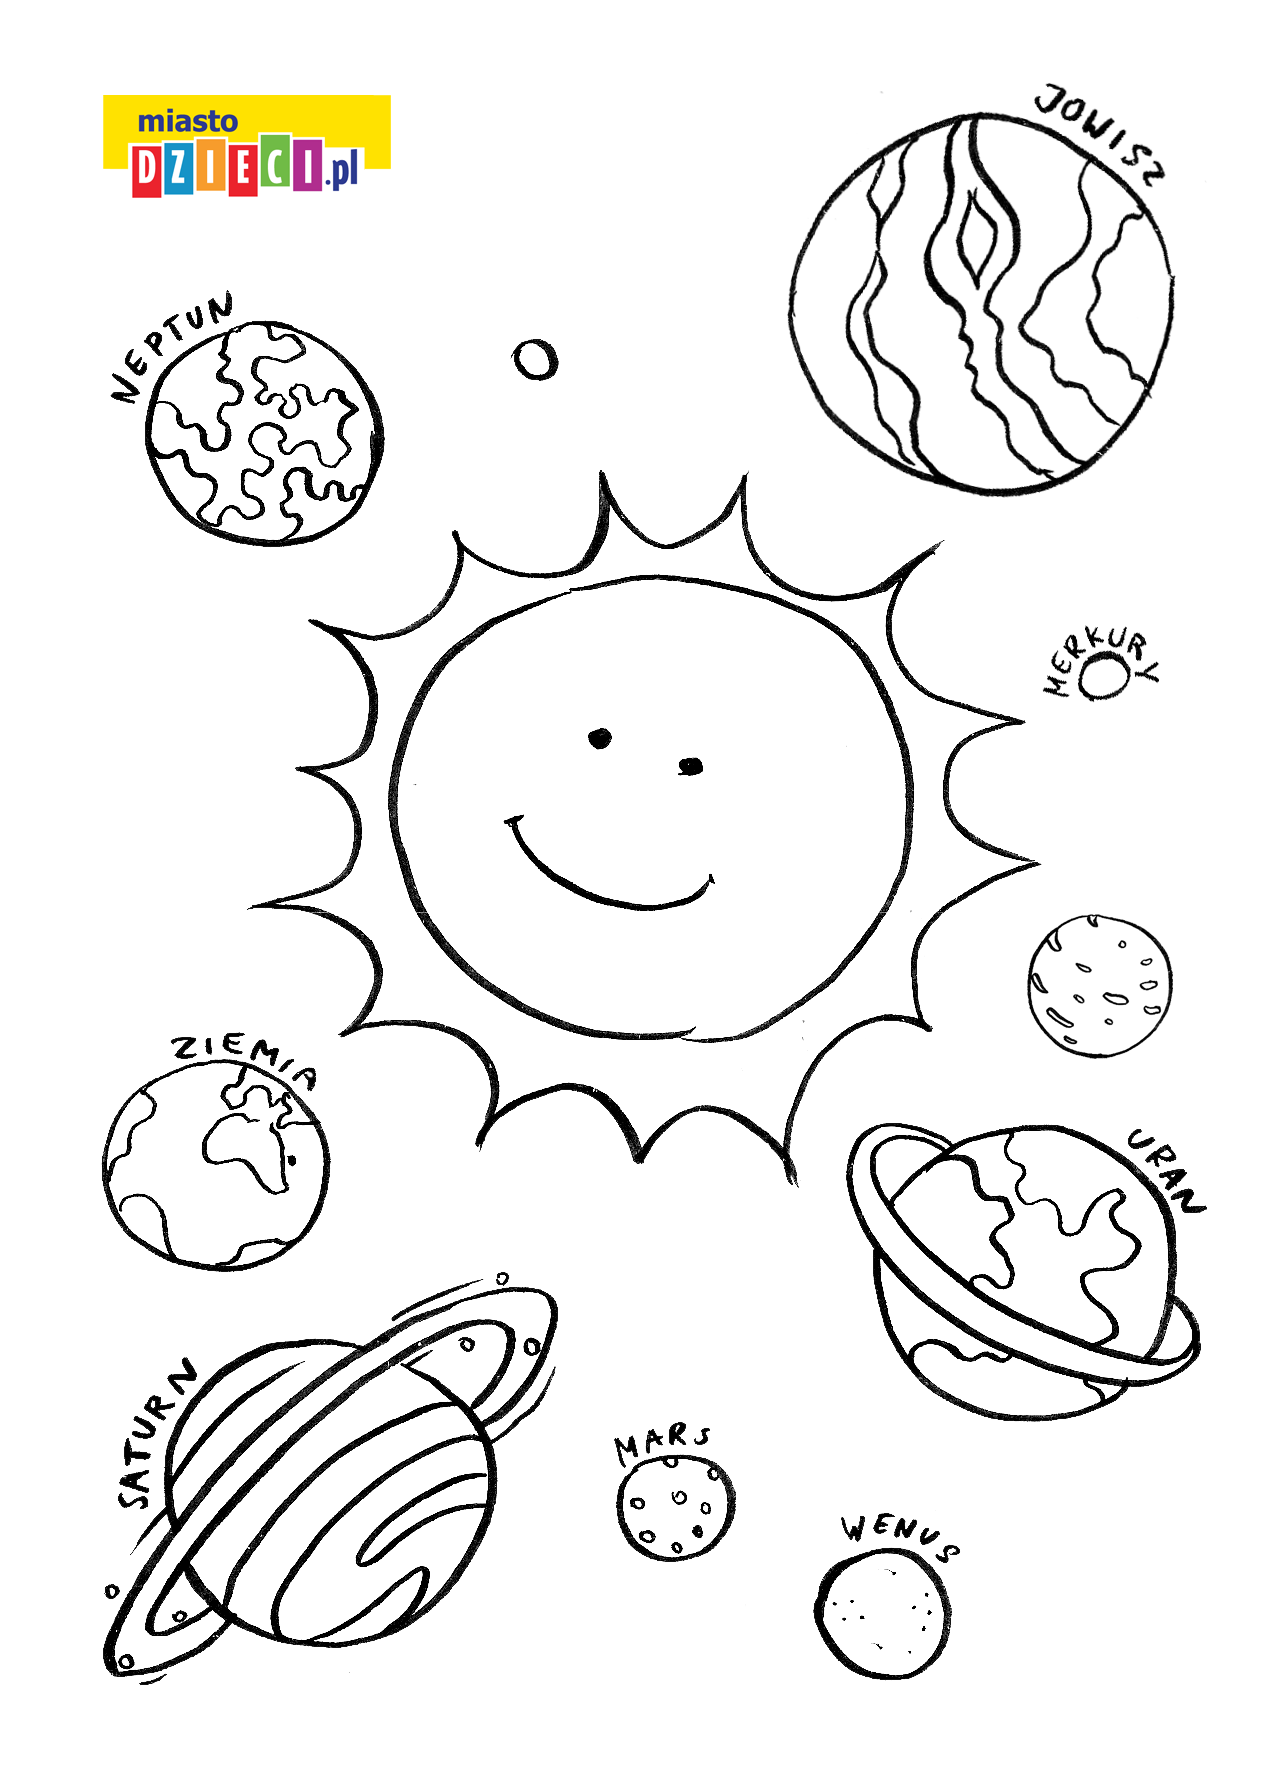 miasto
DZIECI.pl
JOWISZ
NEPTUN
MERKURY
ZIEMIA
URAN
SATURN
MARS
WENUS